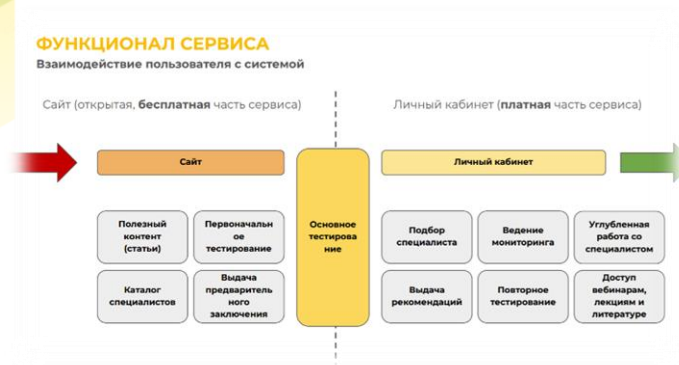 ФУНКЦИОНАЛ СЕРВИСА
Взаимодействие пользователя с системой
Сайт (открытая, бесплатная часть сервиса)
Личный кабинет (платная часть сервиса)
Сайт
Личный кабинет
Полезный
контент
(статьи)
Первоначальн
ое
тестирование
Каталог
специалистов
Выдача
предваритель
ного
заключения
Основное
тестирова
ние
Подбор
специалиста
Ведение
мониторинга
Углубленная
работа со
специалистом
Выдача
рекомендаций
Повторное
тестирование
Доступ
вебинарам,
лекциям и
литературе